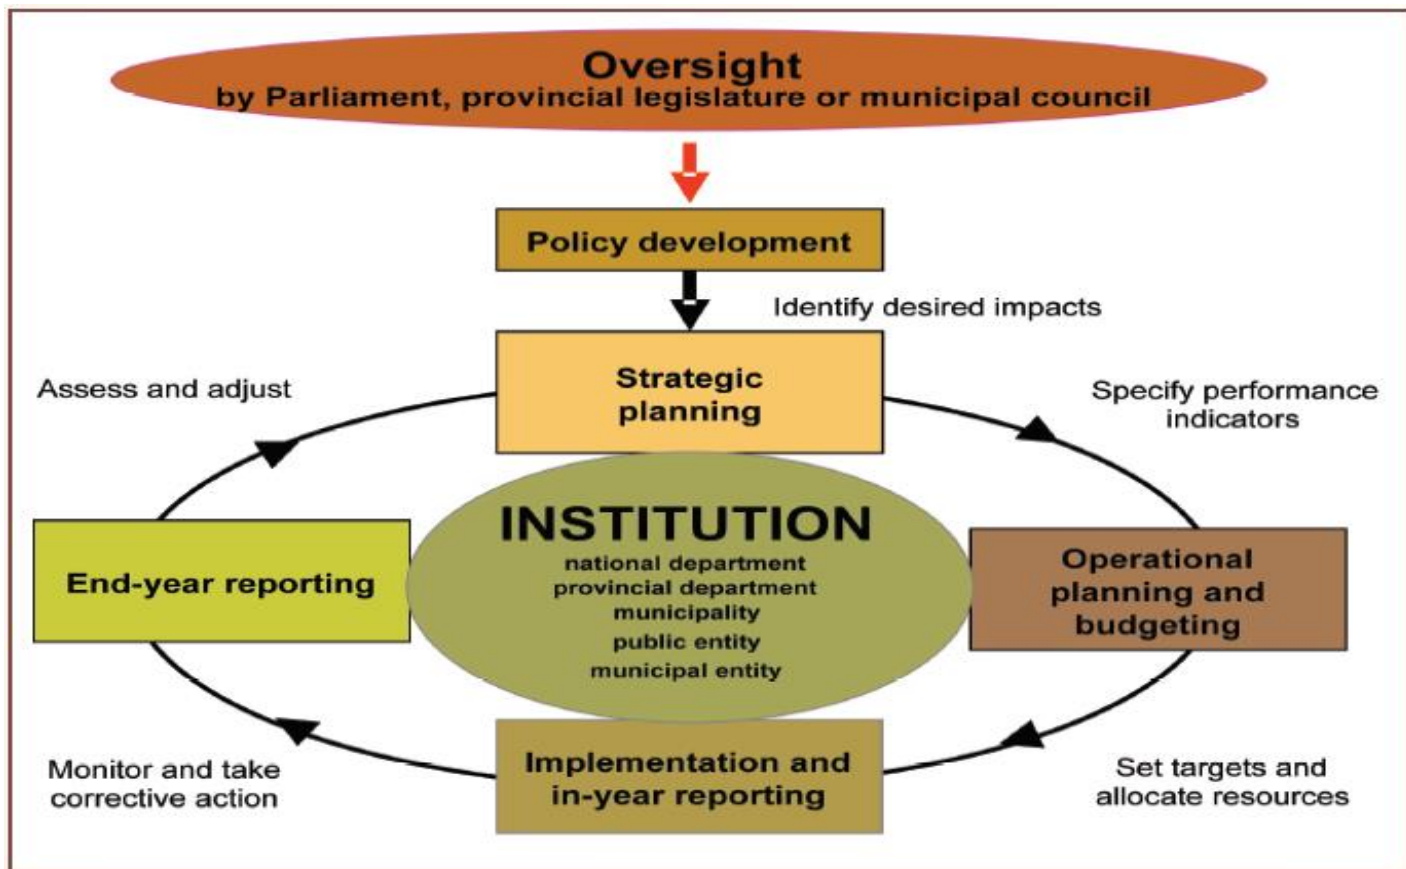 Oversight
by Parliament, provincial legislature or municipal council
Policy development
Identify desired impacts
Strategic
planning
Assess and adjust
Specify performance
indicators
INSTITUTION
national department
provincial department
municipality
public entity
municipal entity
End-year reporting
Operational
planning and
budgeting
Implementation and
in-year reporting
Monitor and take
corrective action
Set targets and
allocate resources